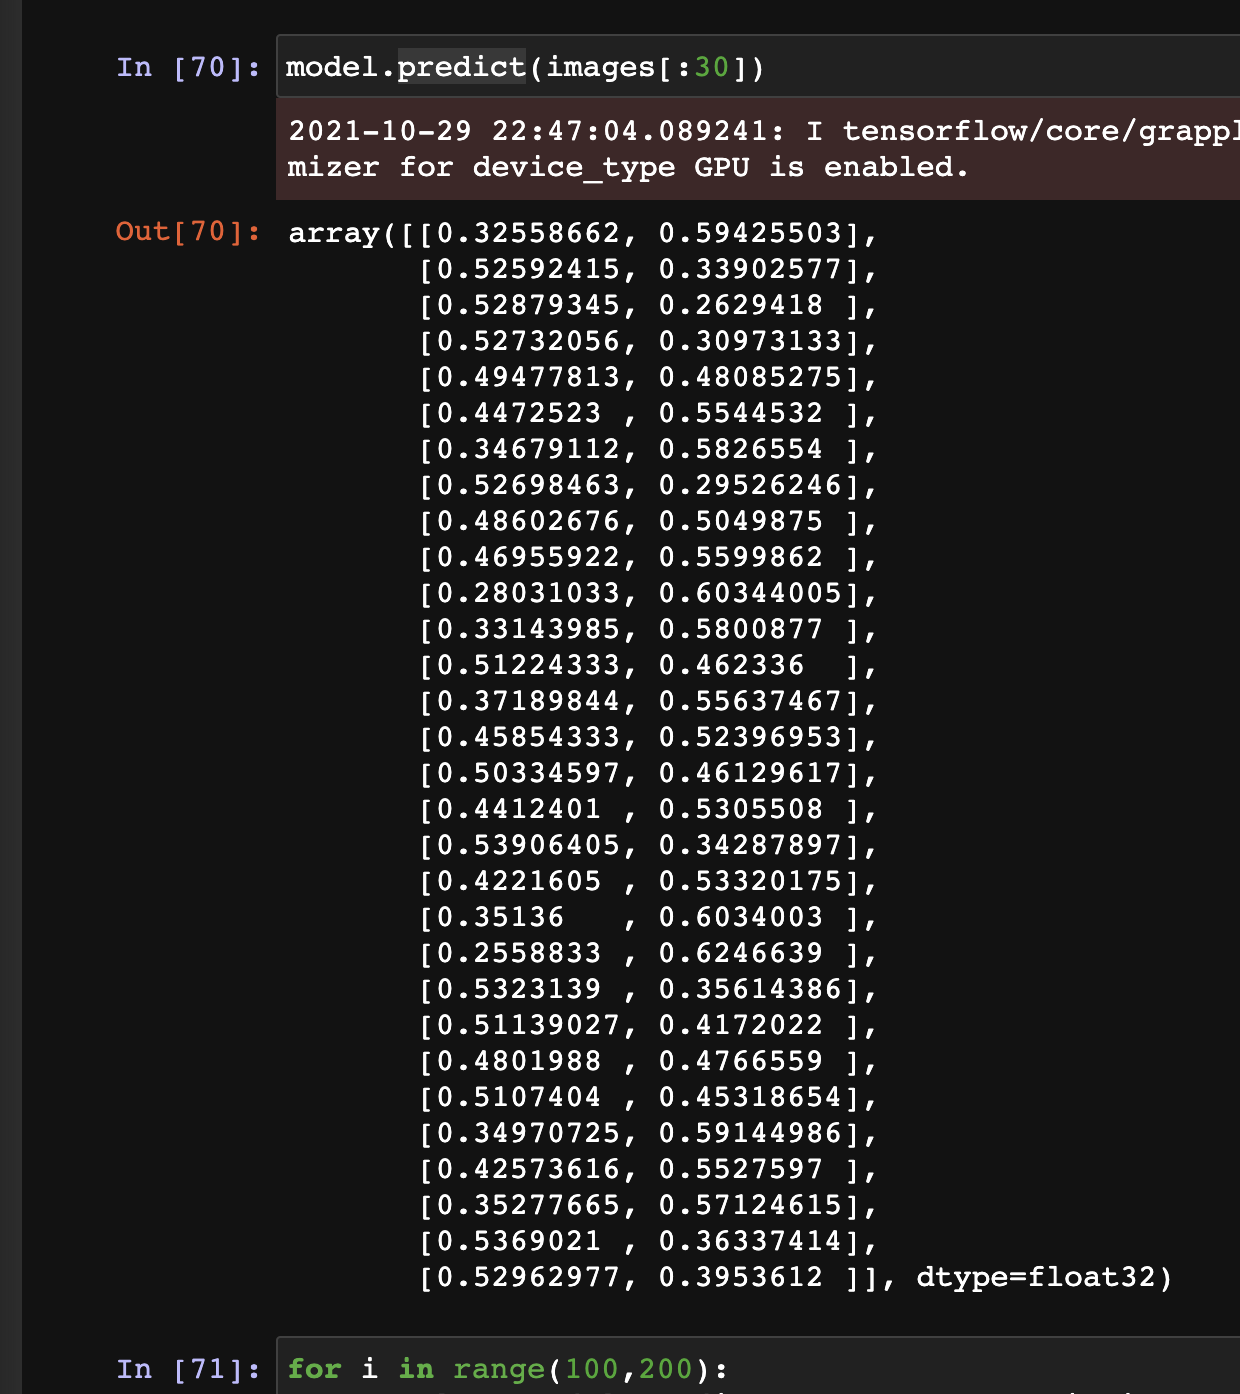 In [70]: model.predict(images[:30])
2021-10-29 22:47:04.089241: I tensorflow/core/grappl
mizer for device_type GPU is enabled.
Out[70]: array([[0.32558662, 0.59425503],
[0.52592415, 0.33902577],
[0.52879345, 0.2629418 ],
[0.52732056, 0.30973133],
[0.49477813, 0.48085275],
[0.4472523 , 0.5544532 ],
[0.34679112, 0.5826554 ],
[0.52698463, 0.29526246],
[0.48602676, 0.5049875 ],
[0.46955922, 0.5599862 ],
[0.28031033, 0.60344005],
[0.33143985, 0.5800877 ],
[0.51224333, 0.462336  ],
[0.37189844, 0.55637467],
[0.45854333, 0.52396953],
[0.50334597, 0.46129617],
[0.4412401 , 0.5305508 ],
[0.53906405, 0.34287897],
[0.4221605 , 0.53320175],
[0.35136   , 0.6034003 ],
[0.2558833 , 0.6246639 ],
[0.5323139 , 0.35614386],
[0.51139027, 0.4172022 ],
[0.4801988 , 0.4766559 ],
[0.5107404 , 0.45318654],
[0.34970725, 0.59144986],
[0.42573616, 0.5527597 ],
[0.35277665, 0.57124615],
[0.5369021 , 0.36337414],
[0.52962977, 0.3953612 ]], dtype=float32)
In [71]: for i in range(100,200):